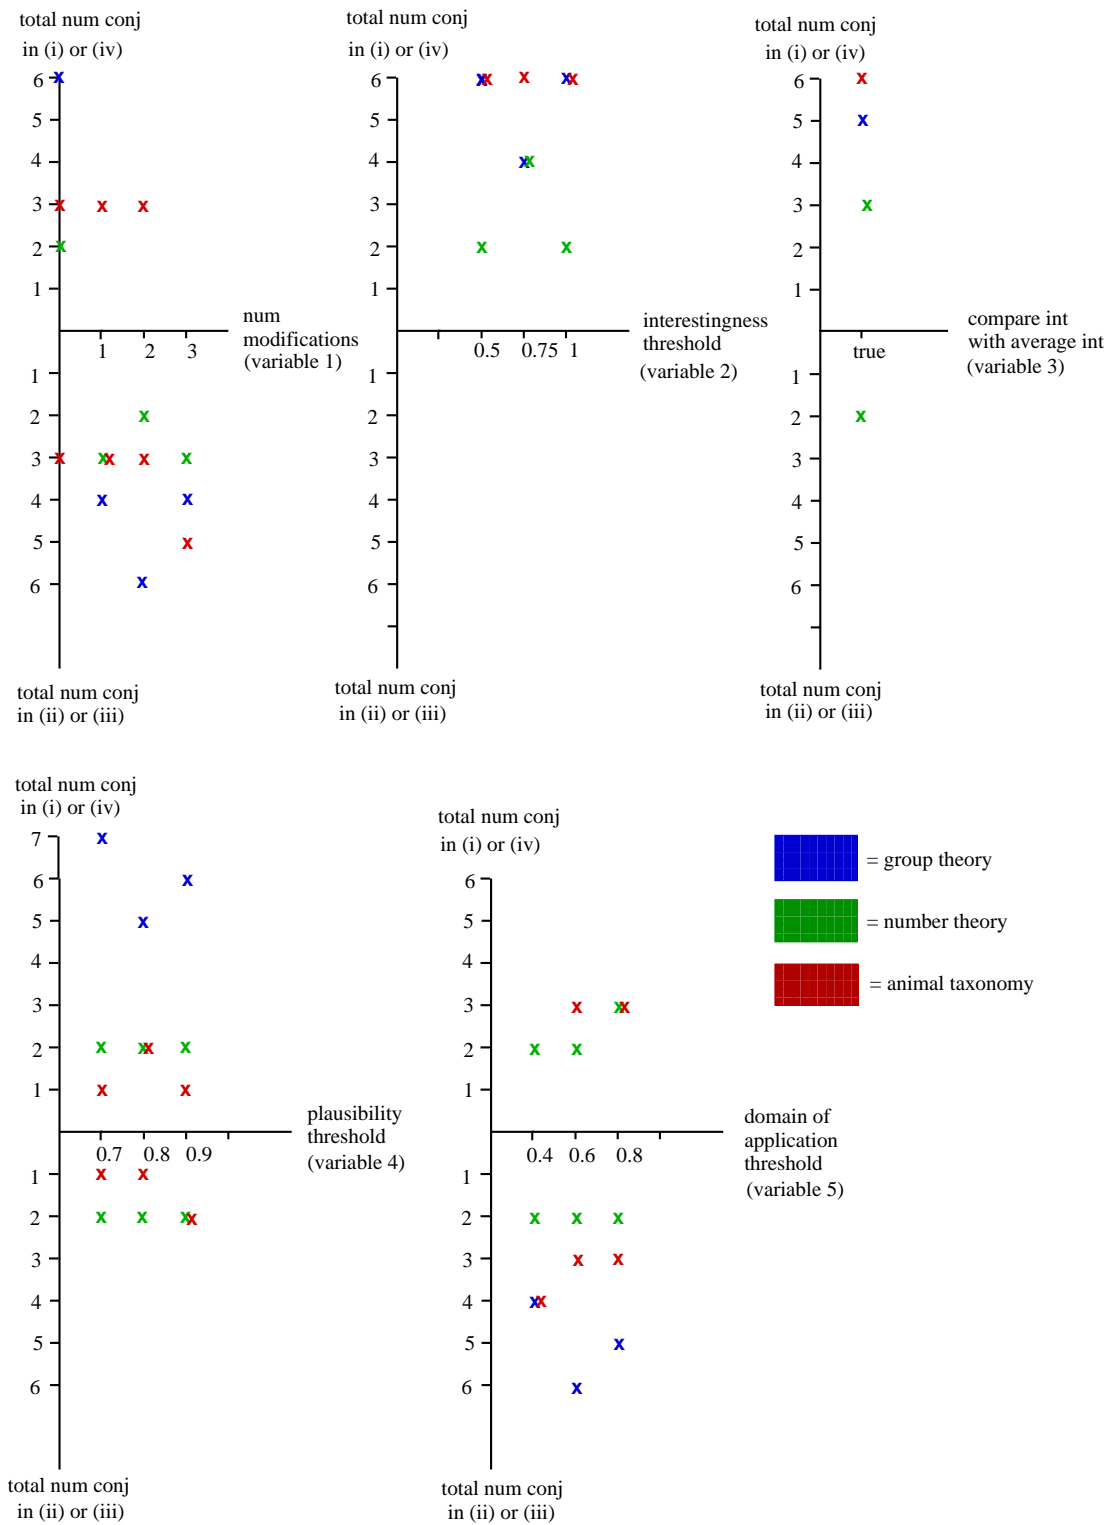 total num conj
in (i) or (iv)
6
5
4
3
2
1
1 2 3
num
modifications
(variable 1)
1
2
3
4
5
6
total num conj
in (ii) or (iii)
total num conj
in (i) or (iv)
6
5
4
3
2
1
0.5 0.75 1
interestingness
threshold
(variable 2)
1
2
3
4
5
6
total num conj
in (ii) or (iii)
total num conj
in (i) or (iv)
6
5
4
3
2
1
true
compare int
with average int
(variable 3)
1
2
3
4
5
6
total num conj
in (ii) or (iii)
total num conj
in (i) or (iv)
7
6
5
4
3
2
1
0.7 0.8 0.9
plausibility
threshold
(variable 4)
1
2
3
4
5
6
total num conj
in (ii) or (iii)
total num conj
in (i) or (iv)
6
5
4
3
2
1
0.4 0.6 0.8
domain of
application
threshold
(variable 5)
1
2
3
4
5
6
total num conj
in (ii) or (iii)
= group theory
= number theory
= animal taxonomy